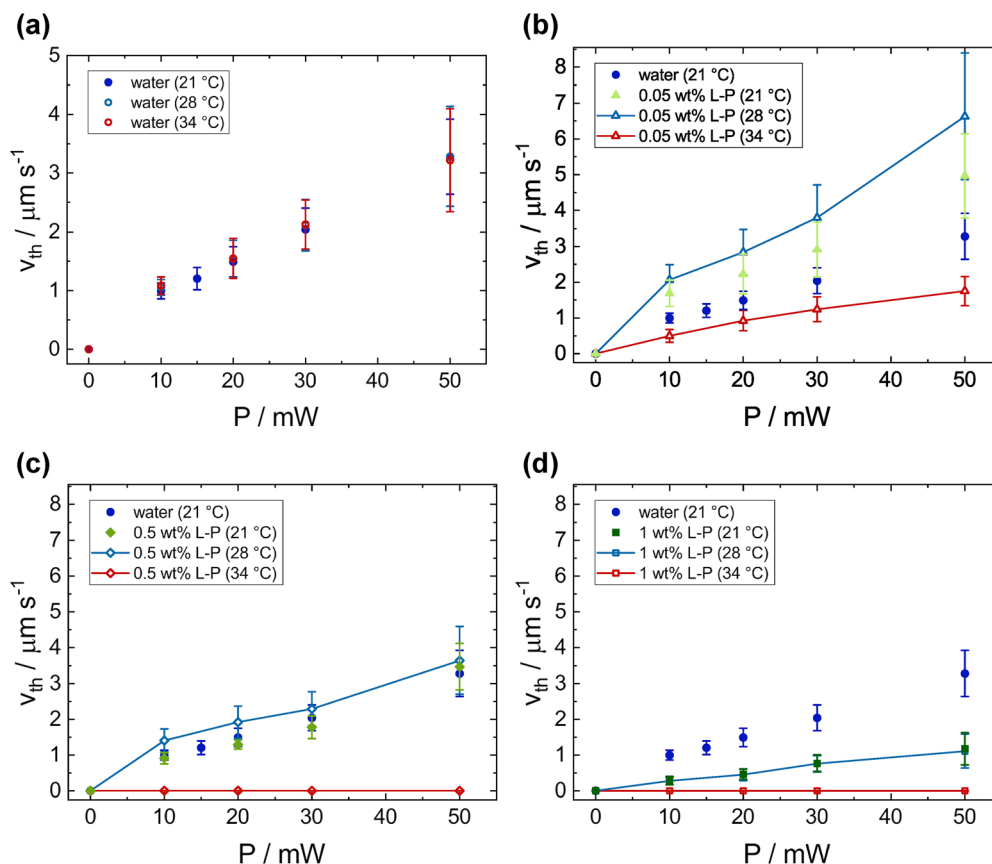 (a)
5
4
3
2
1
0
v_th / μm s⁻¹
water (21 °C)
water (28 °C)
water (34 °C)
0 10 20 30 40 50
P / mW
(b)
8
7
6
5
4
3
2
1
0
v_th / μm s⁻¹
water (21 °C)
0.05 wt% L-P (21 °C)
0.05 wt% L-P (28 °C)
0.05 wt% L-P (34 °C)
0 10 20 30 40 50
P / mW
(c)
8
7
6
5
4
3
2
1
0
v_th / μm s⁻¹
water (21 °C)
0.5 wt% L-P (21 °C)
0.5 wt% L-P (28 °C)
0.5 wt% L-P (34 °C)
0 10 20 30 40 50
P / mW
(d)
8
7
6
5
4
3
2
1
0
v_th / μm s⁻¹
water (21 °C)
1 wt% L-P (21 °C)
1 wt% L-P (28 °C)
1 wt% L-P (34 °C)
0 10 20 30 40 50
P / mW